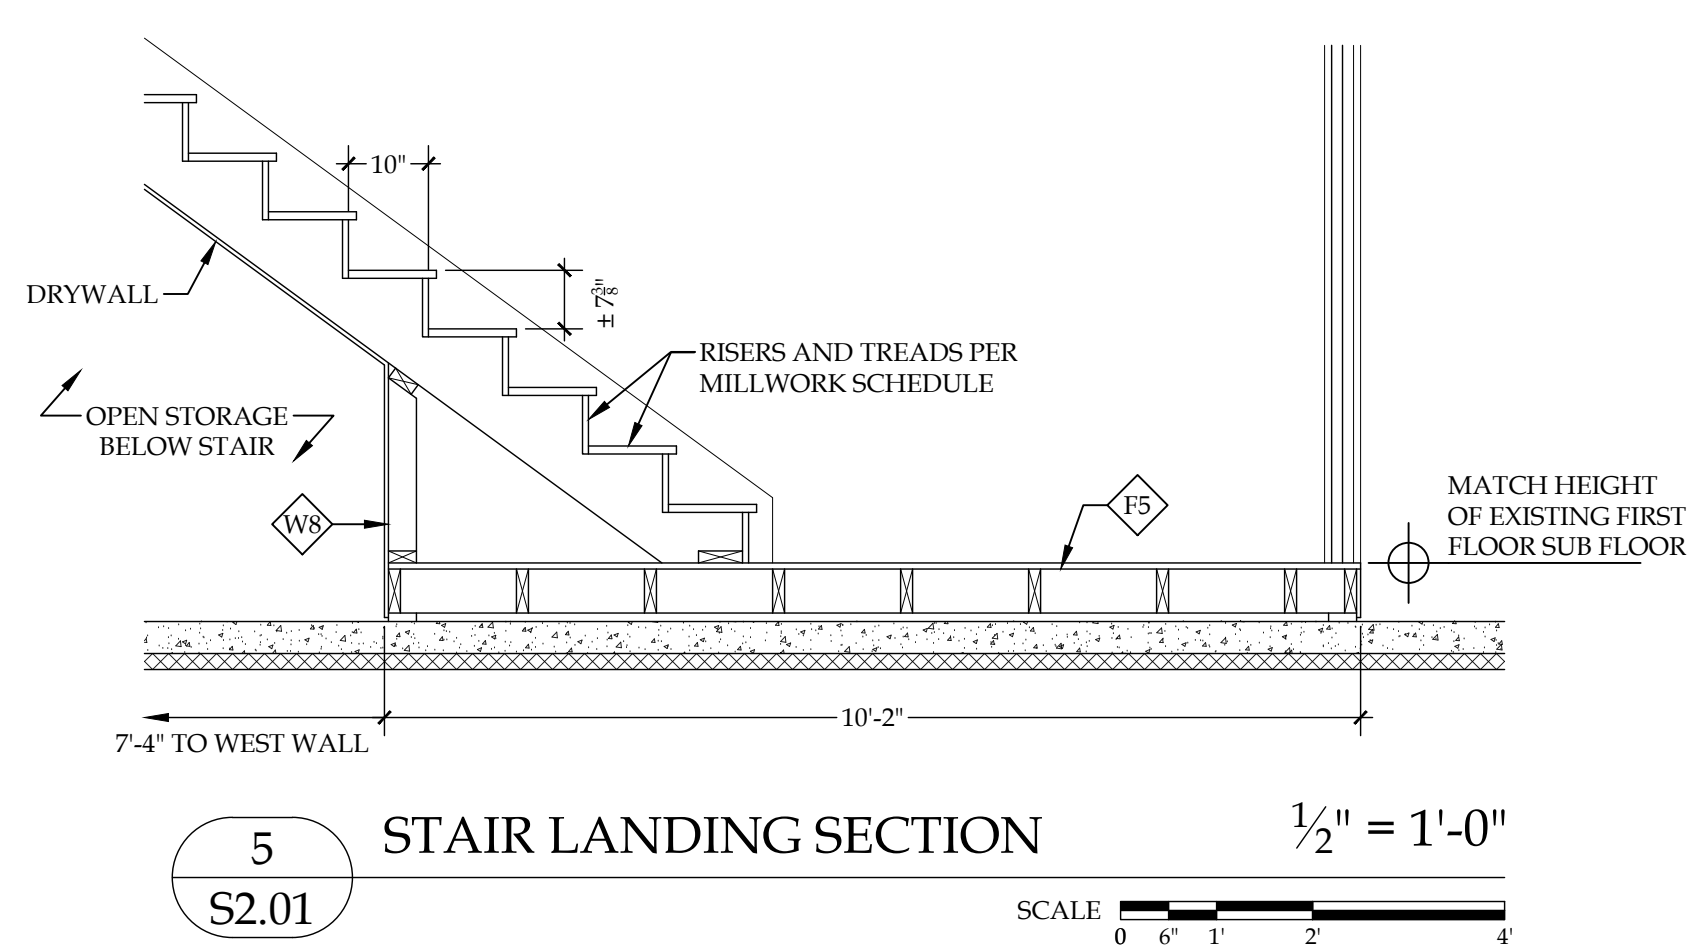 10"
± 7 3/8"
DRYWALL
RISERS AND TREADS PER
MILLWORK SCHEDULE
OPEN STORAGE
BELOW STAIR
W8
F5
MATCH HEIGHT
OF EXISTING FIRST
FLOOR SUB FLOOR
10'-2"
7'-4" TO WEST WALL
5
S2.01
STAIR LANDING SECTION
½" = 1'-0"
SCALE
0 6" 1' 2' 4'